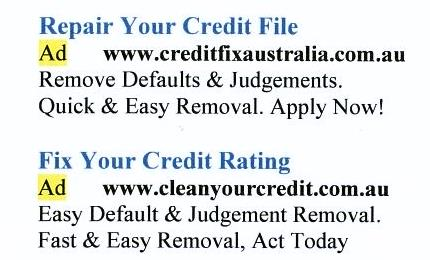 Repair Your Credit File
Ad www.creditfixaustralia.com.au
Remove Defaults & Judgements.
Quick & Easy Removal. Apply Now!
Fix Your Credit Rating
Ad www.cleanyourcredit.com.au
Easy Default & Judgement Removal.
Fast & Easy Removal, Act Today